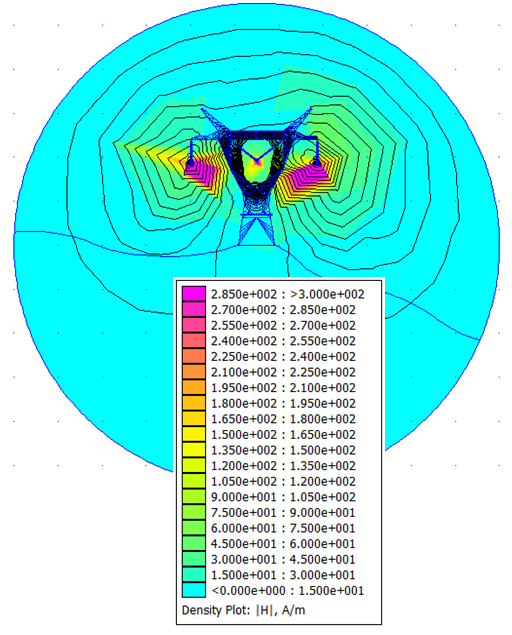 2.850e+002 : >3.000e+002
2.700e+002 : 2.850e+002
2.550e+002 : 2.700e+002
2.400e+002 : 2.550e+002
2.250e+002 : 2.400e+002
2.100e+002 : 2.250e+002
1.950e+002 : 2.100e+002
1.800e+002 : 1.950e+002
1.650e+002 : 1.800e+002
1.500e+002 : 1.650e+002
1.350e+002 : 1.500e+002
1.200e+002 : 1.350e+002
1.050e+002 : 1.200e+002
9.000e+001 : 1.050e+002
7.500e+001 : 9.000e+001
6.000e+001 : 7.500e+001
4.500e+001 : 6.000e+001
3.000e+001 : 4.500e+001
1.500e+001 : 3.000e+001
<0.000e+000 : 1.500e+001
Density Plot: |H|, A/m